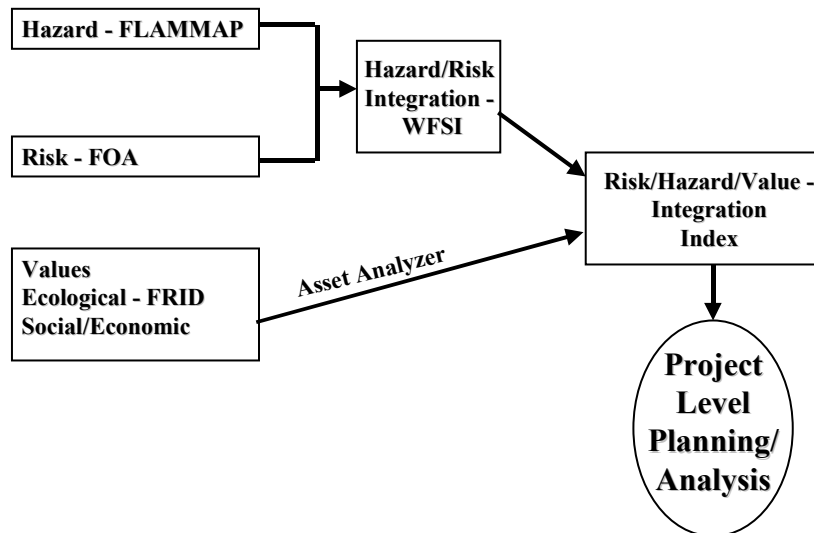 Hazard - FLAMMAP
Hazard/Risk
Integration -
WFSI
Risk - FOA
Risk/Hazard/Value -
Integration
Index
Values
Ecological - FRID
Social/Economic
Asset Analyzer
Project
Level
Planning/
Analysis